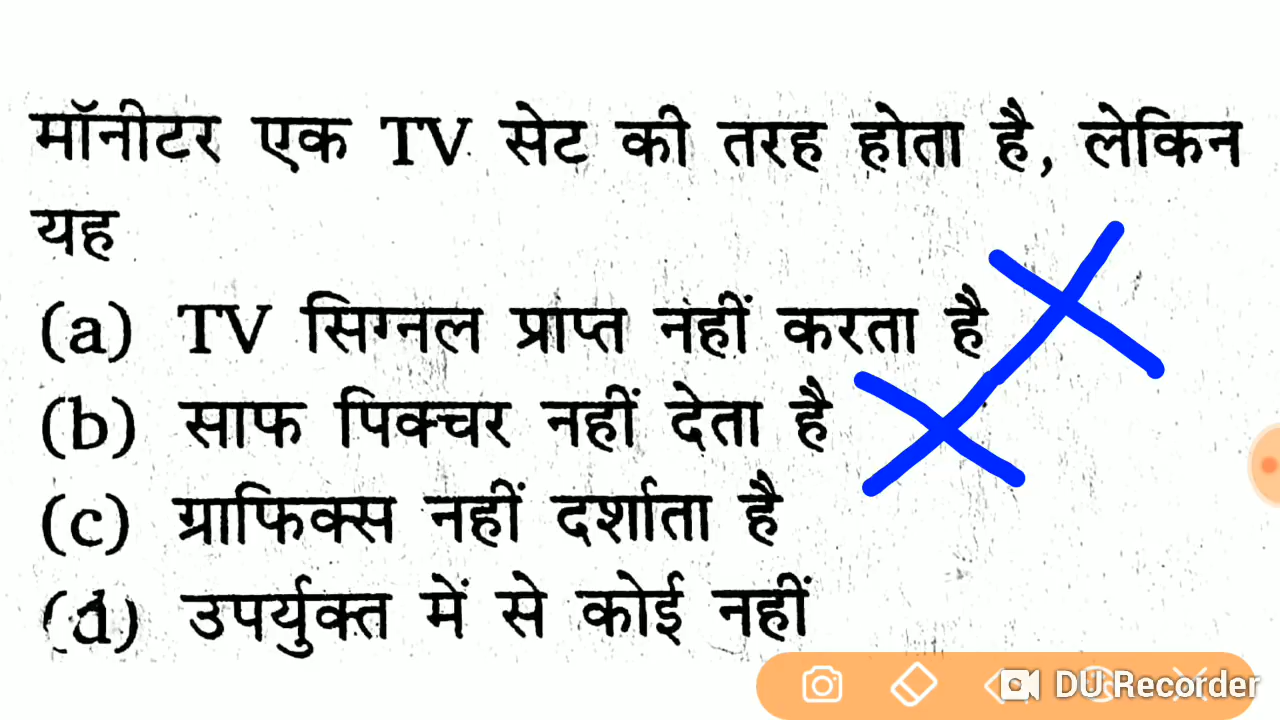 मॉनीटर एक TV सेट की तरह होता है, लेकिन
यह
(a) TV सिग्नल प्राप्त नहीं करता है
(b) साफ पिक्चर नहीं देता है
(c) ग्राफिक्स नहीं दर्शाता है
(d) उपर्युक्त में से कोई नहीं
DU Recorder